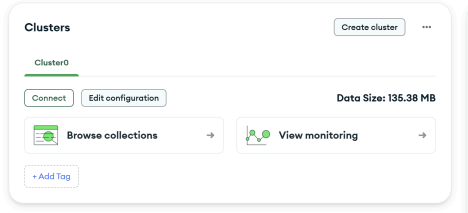 Clusters
Create cluster
Cluster0
Connect
Edit configuration
Data Size: 135.38 MB
Browse collections
View monitoring
+ Add Tag